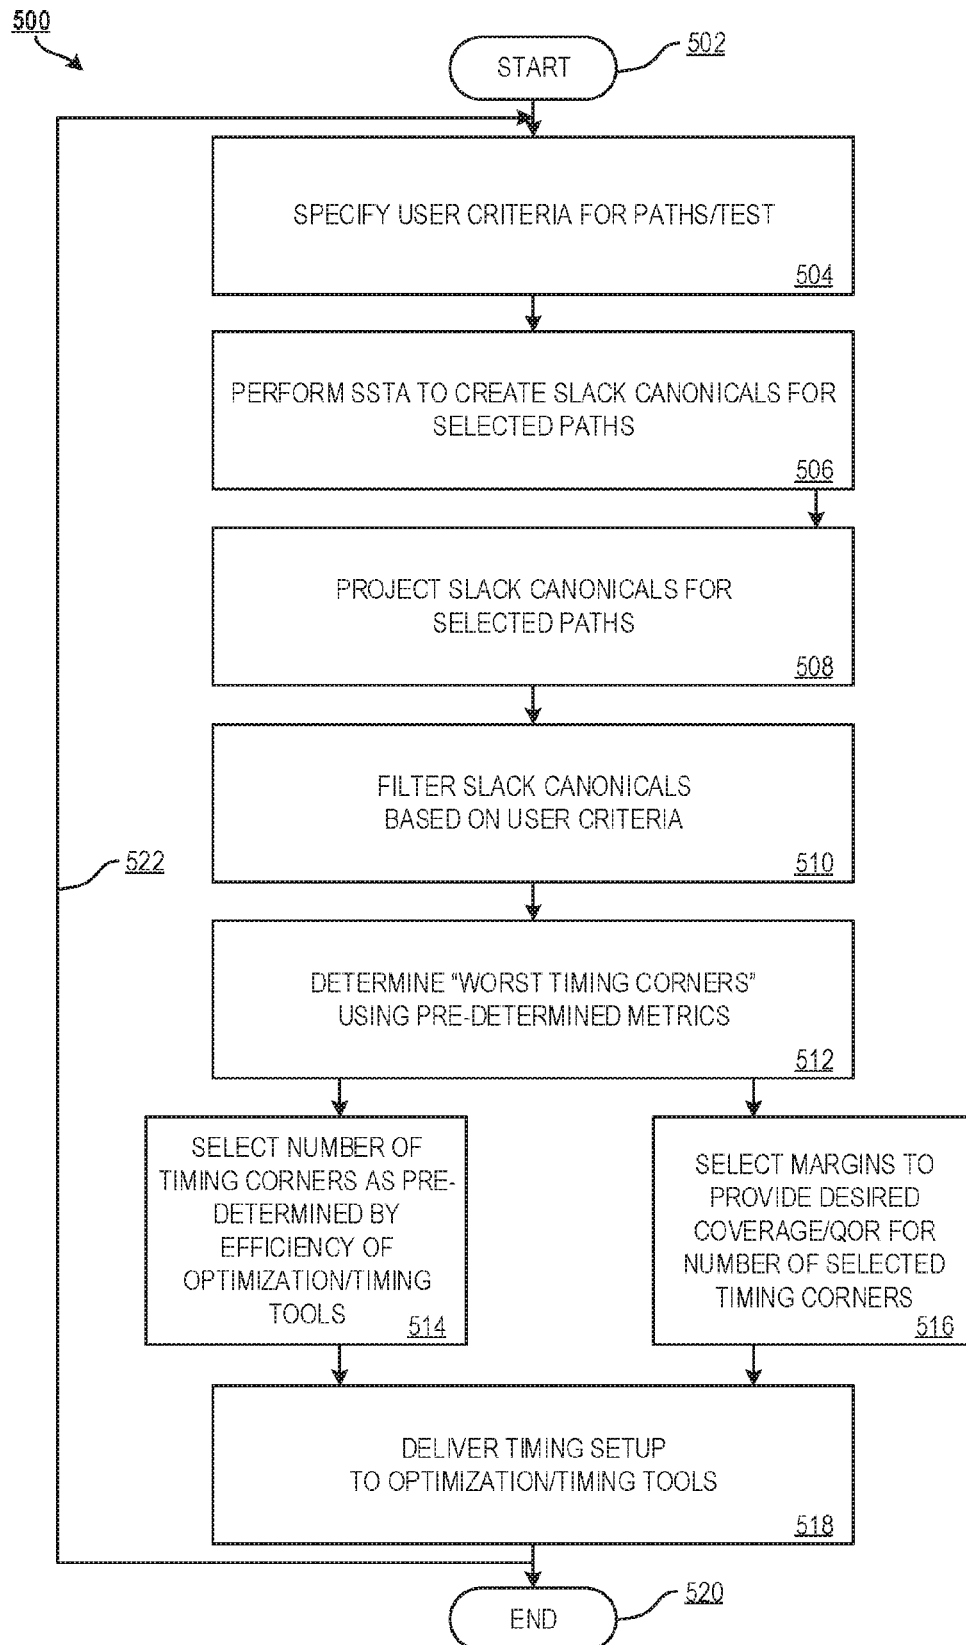 500
START
502
SPECIFY USER CRITERIA FOR PATHS/TEST
504
PERFORM SSTA TO CREATE SLACK CANONICALS FOR
SELECTED PATHS
506
PROJECT SLACK CANONICALS FOR
SELECTED PATHS
508
FILTER SLACK CANONICALS
BASED ON USER CRITERIA
510
522
DETERMINE “WORST TIMING CORNERS”
USING PRE-DETERMINED METRICS
512
SELECT NUMBER OF
TIMING CORNERS AS PRE-
DETERMINED BY
EFFICIENCY OF
OPTIMIZATION/TIMING
TOOLS
514
SELECT MARGINS TO
PROVIDE DESIRED
COVERAGE/QOR FOR
NUMBER OF SELECTED
TIMING CORNERS
516
DELIVER TIMING SETUP
TO OPTIMIZATION/TIMING TOOLS
518
END
520